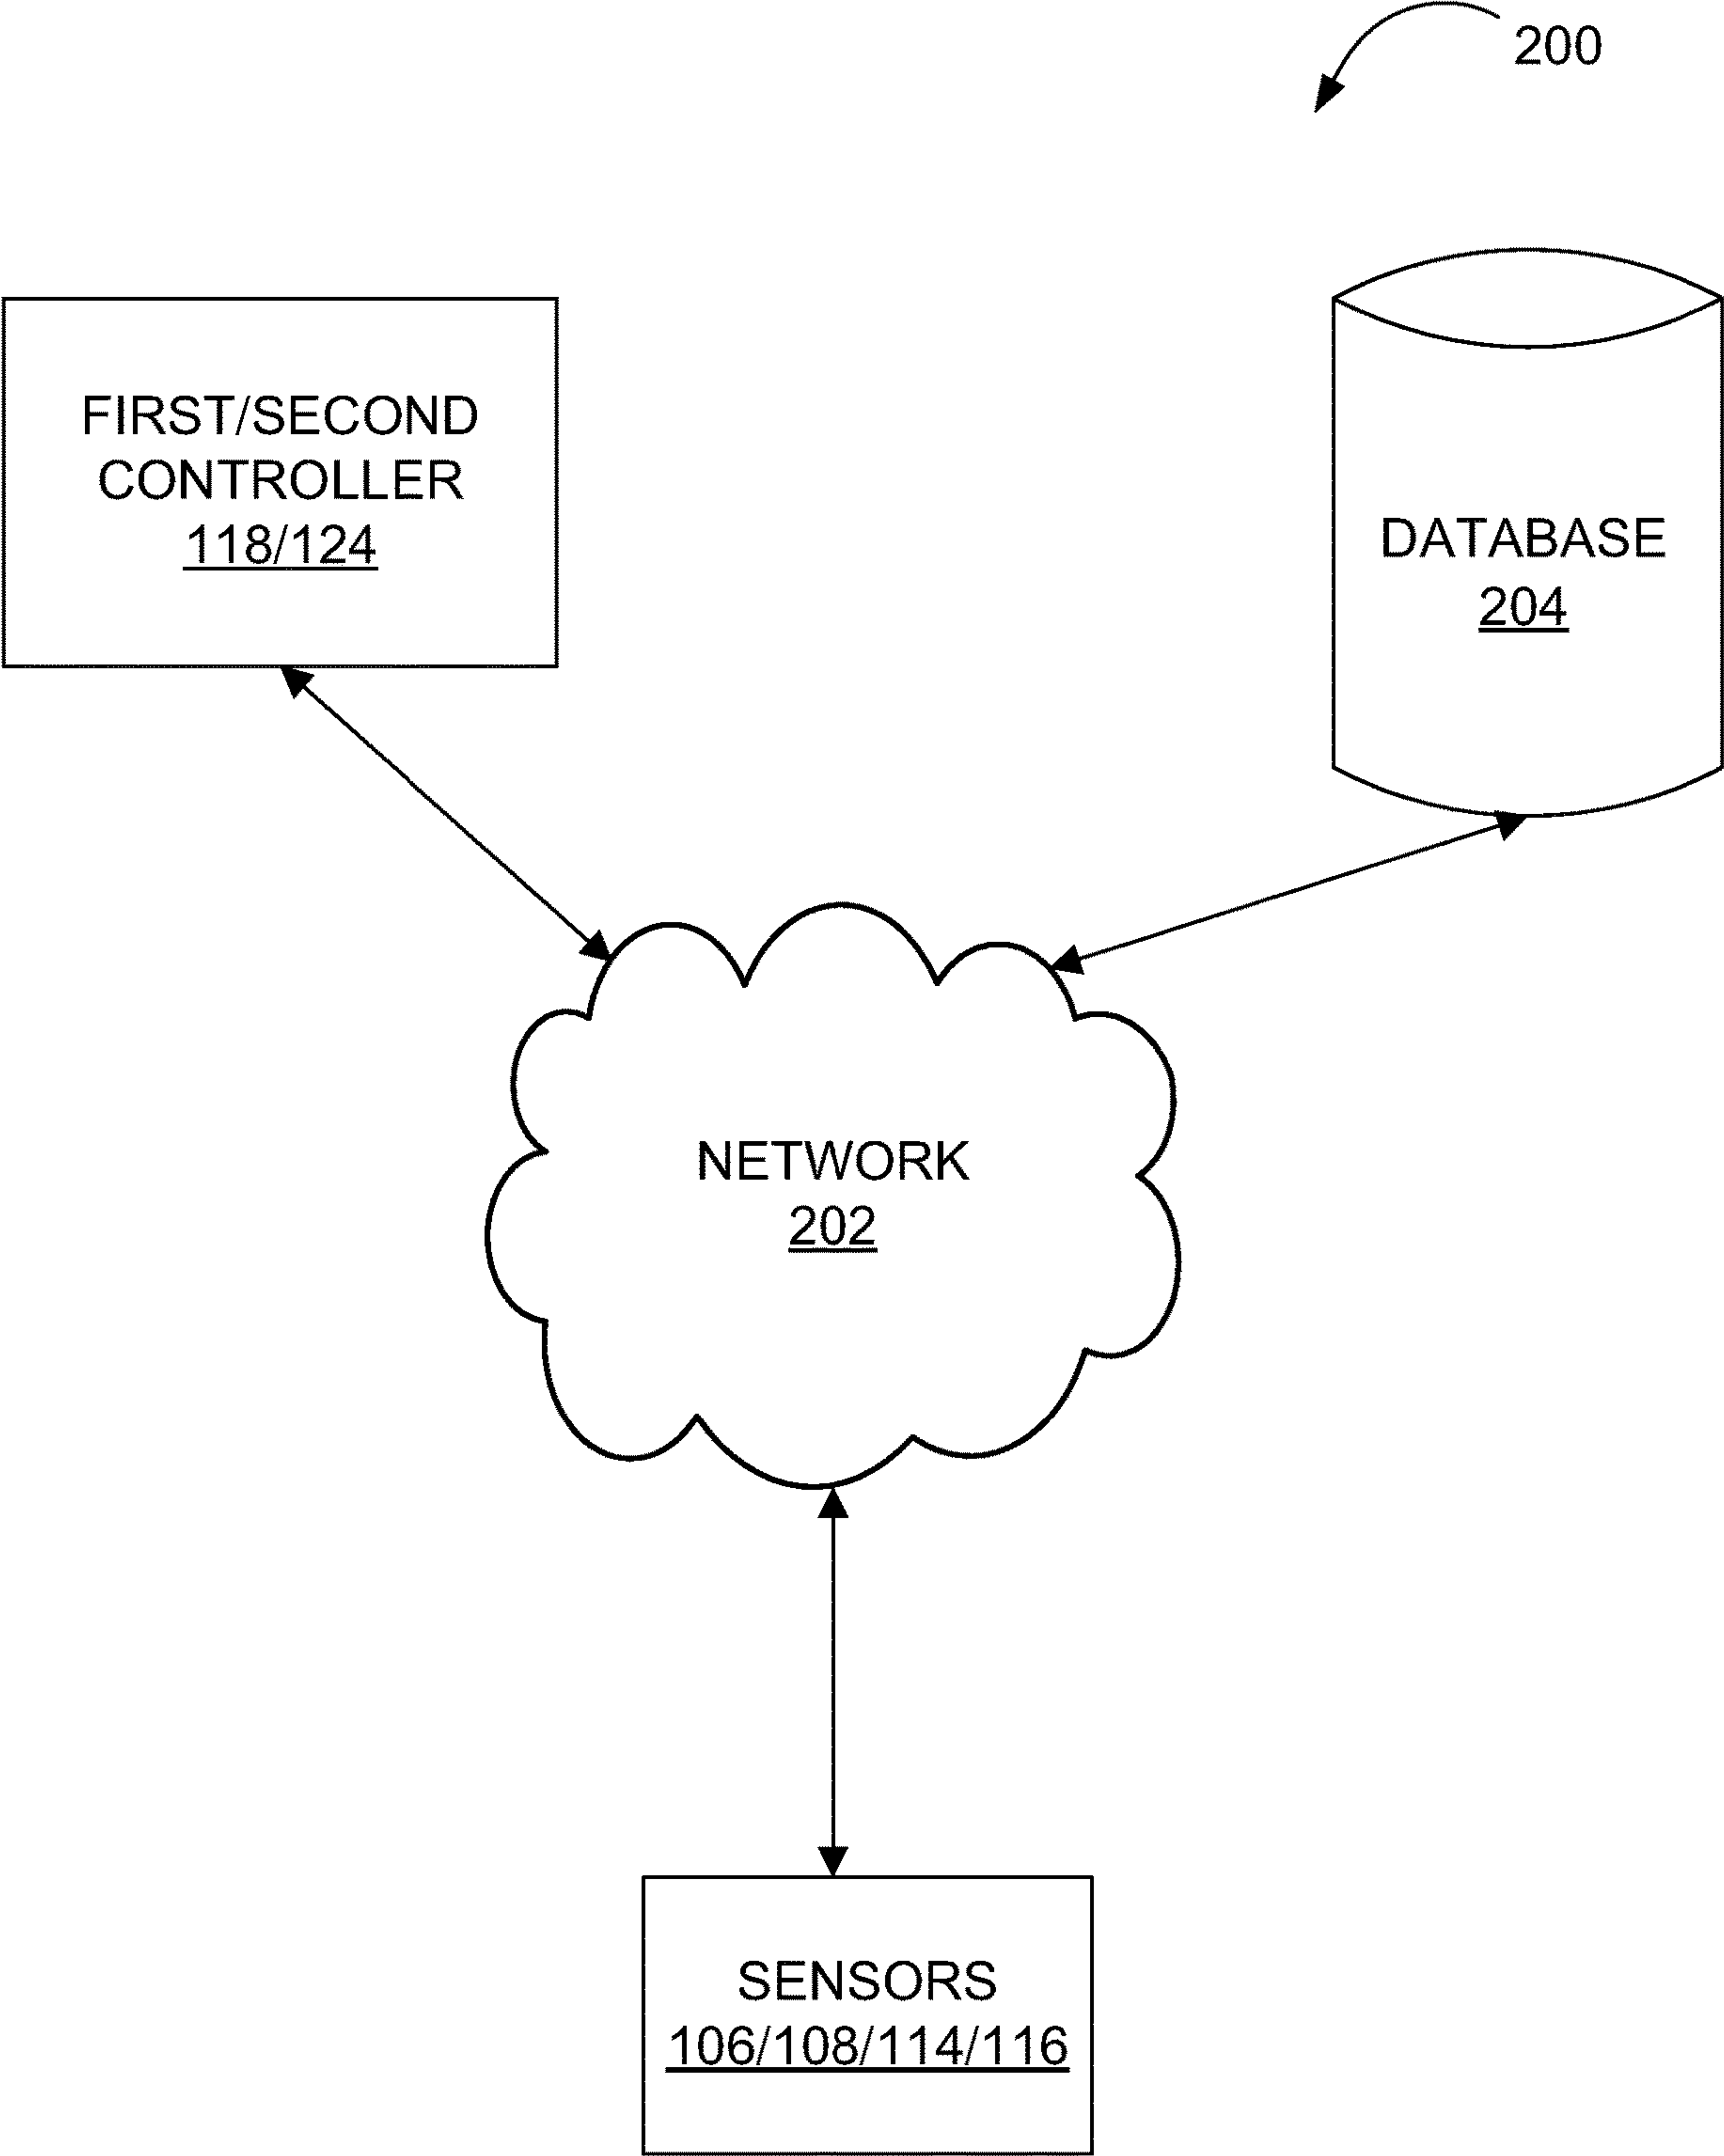 200
FIRST/SECOND
CONTROLLER
118/124
DATABASE
204
NETWORK
202
SENSORS
106/108/114/116